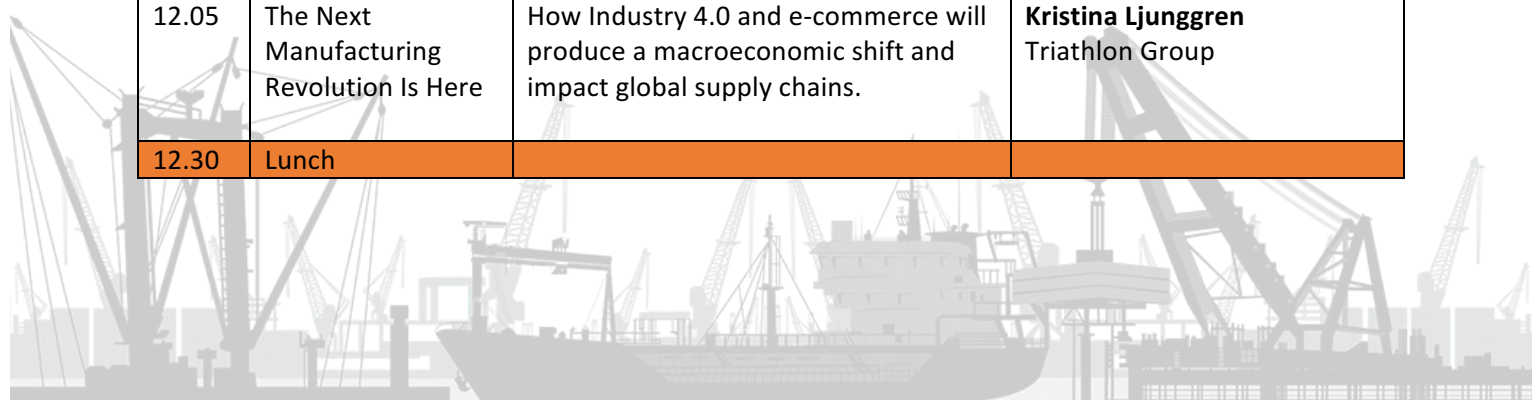 12.05
The Next
Manufacturing
Revolution Is Here
How Industry 4.0 and e-commerce will
produce a macroeconomic shift and
impact global supply chains.
Kristina Ljunggren
Triathlon Group
12.30
Lunch